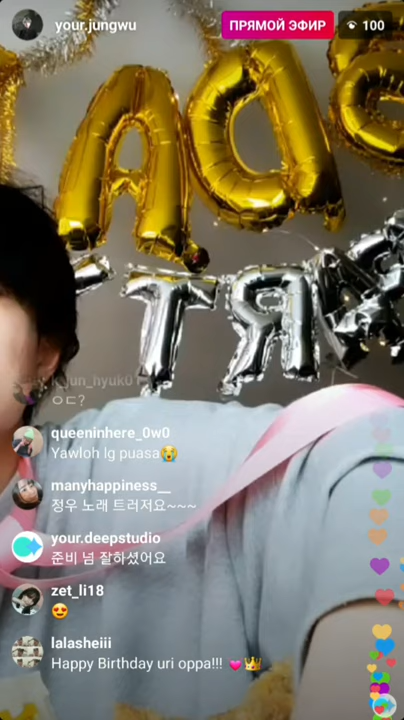 your.jungwu
ПРЯМОЙ ЭФИР
100
k_jun_hyuk01
ㅇㄷ?
queeninhere_0w0
Yawloh lg puasa😭
manyhappiness__
정우 노래 트러저요~~~
your.deepstudio
준비 넘 잘하셨어요
zet_li18
😍
lalasheiii
Happy Birthday uri oppa!!! 💓👑